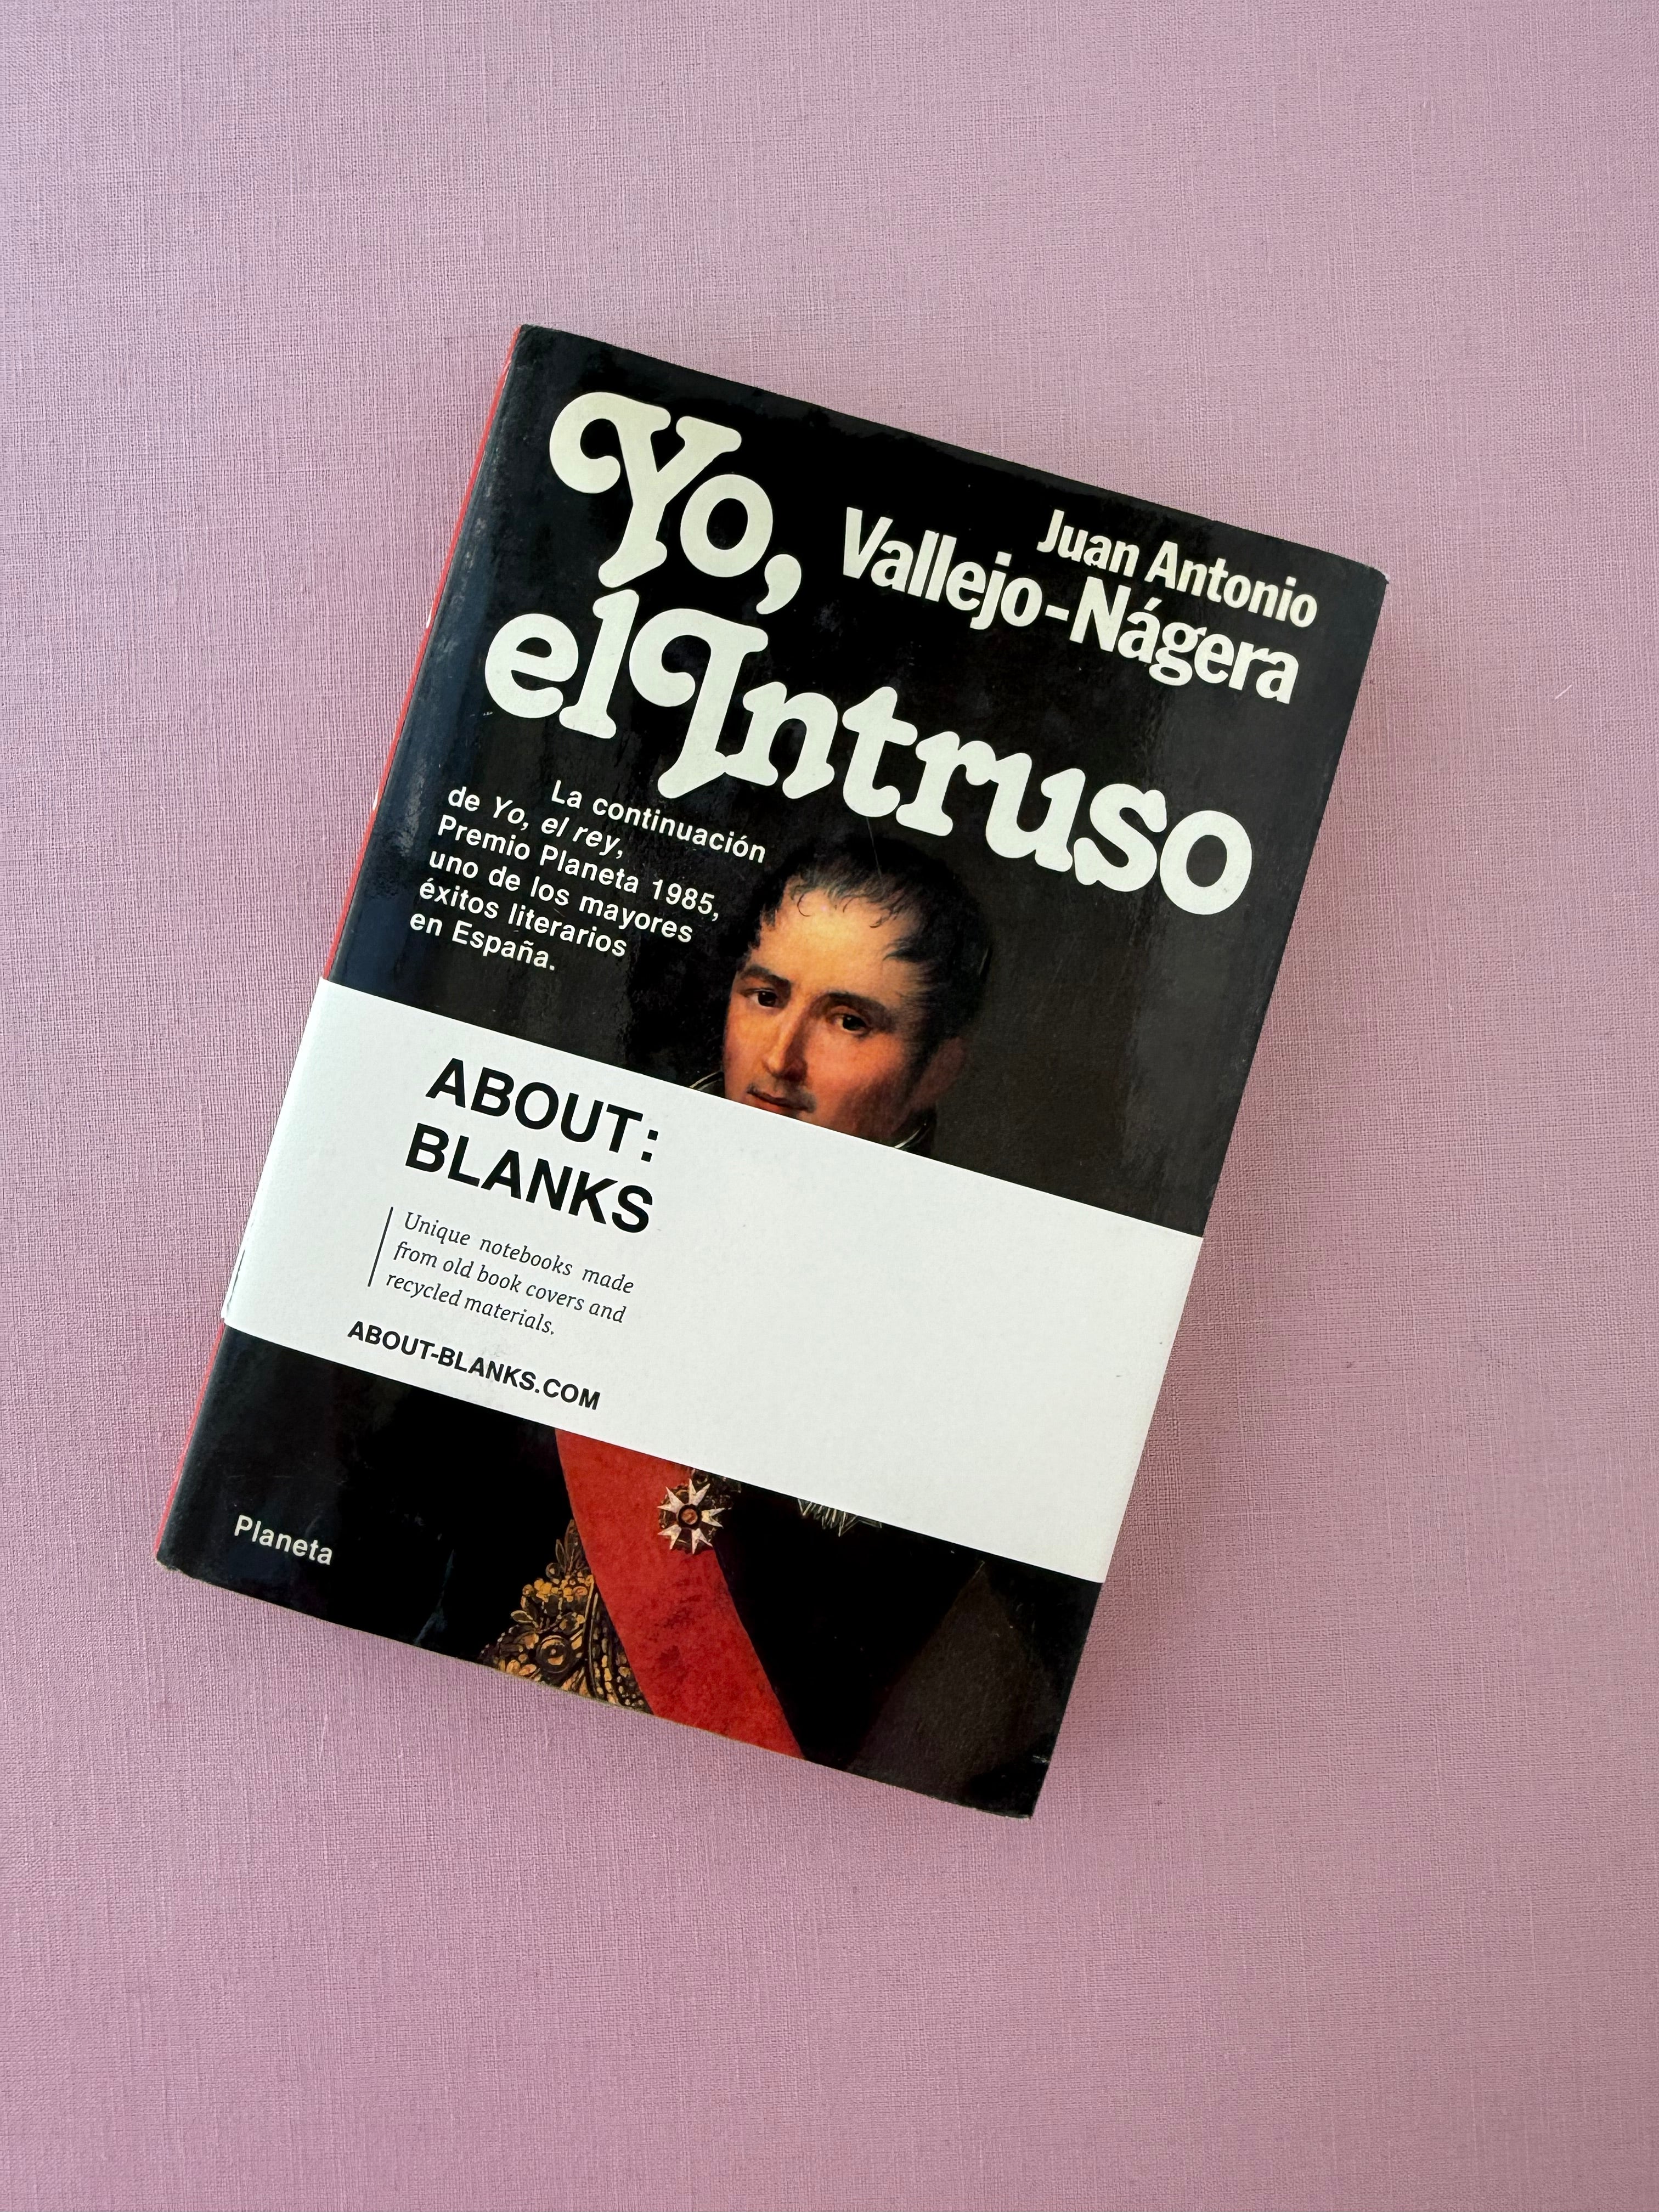 Yo,
el Intruso
Juan Antonio
Vallejo-Nágera
La continuación
de Yo, el rey,
Premio Planeta 1985,
uno de los mayores
éxitos literarios
en España.
ABOUT:
BLANKS
Unique notebooks made
from old book covers and
recycled materials.
ABOUT-BLANKS.COM
Planeta